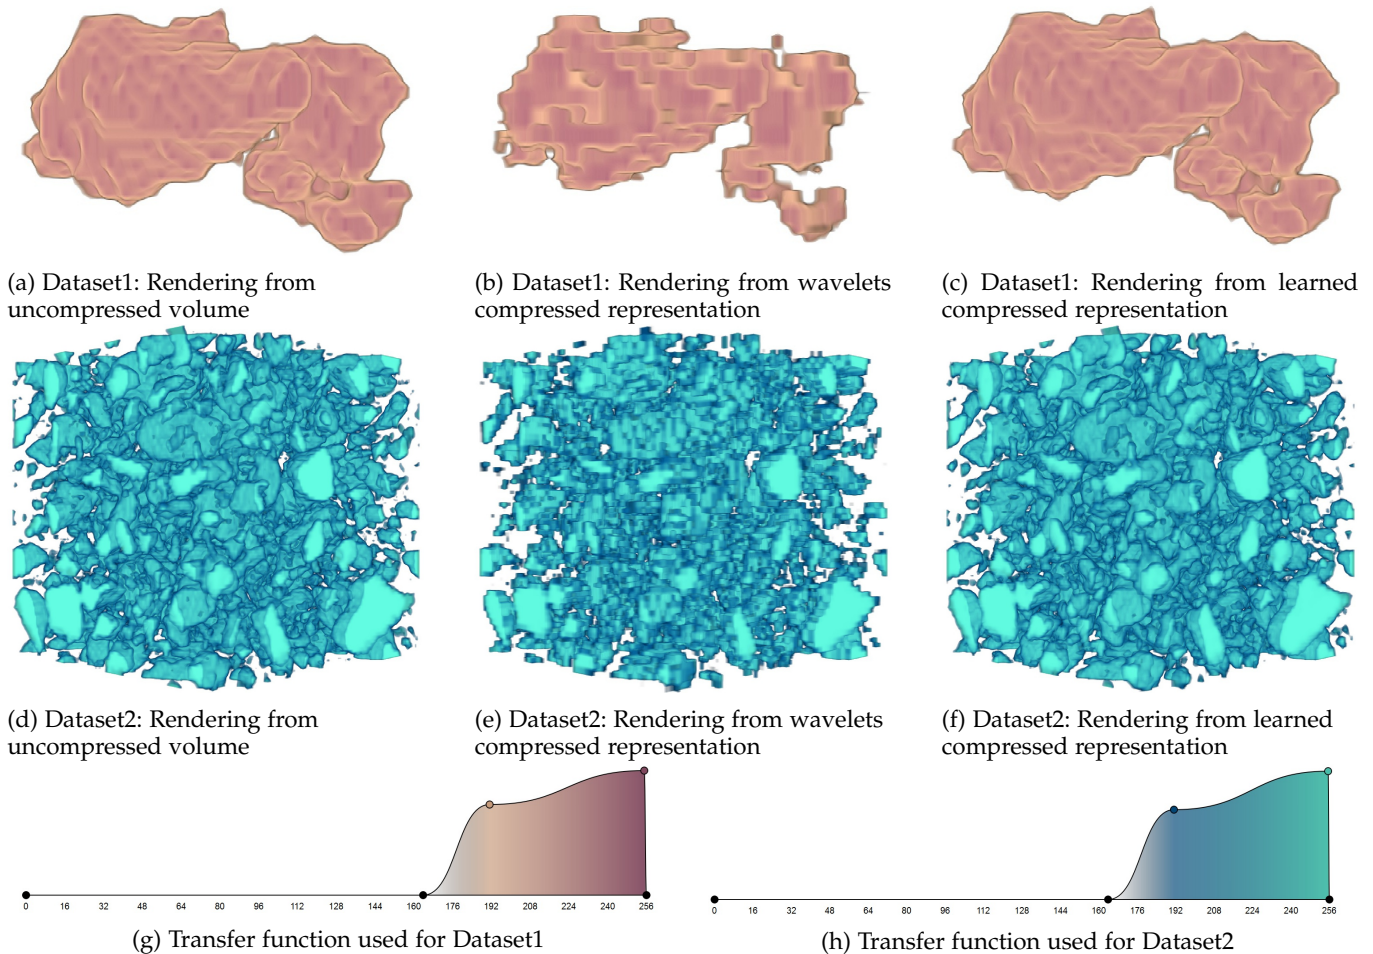 (a) Dataset1: Rendering from
uncompressed volume
(b) Dataset1: Rendering from wavelets
compressed representation
(c) Dataset1: Rendering from learned
compressed representation
(d) Dataset2: Rendering from
uncompressed volume
(e) Dataset2: Rendering from wavelets
compressed representation
(f) Dataset2: Rendering from learned
compressed representation
0 16 32 48 64 80 96 112 128 144 160 176 192 208 224 240 256
(g) Transfer function used for Dataset1
0 16 32 48 64 80 96 112 128 144 160 176 192 208 224 240 256
(h) Transfer function used for Dataset2